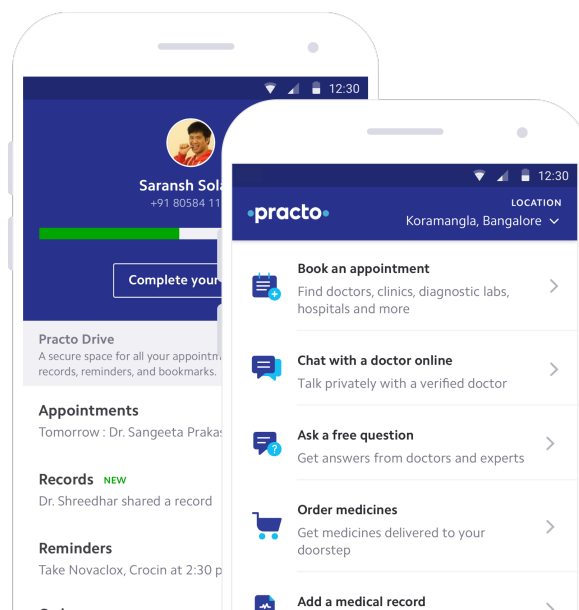 12:30
Saransh
+91 80584 11
Complete your
Practo Drive
A secure space for all your
records, reminders, and bookmarks.
Appointments
Tomorrow : Dr. Sangeeta
Records NEW
Dr. Shreedhar shared a record
Reminders
Take Novaclox, Crocin at 2:30
12:30
practo
LOCATION
Koramangla, Bangalore
Book an appointment
Find doctors, clinics, diagnostic labs,
hospitals and more
Chat with a doctor online
Talk privately with a verified doctor
Ask a free question
Get answers from doctors and experts
Order medicines
Get medicines delivered to your
doorstep
Add a medical record